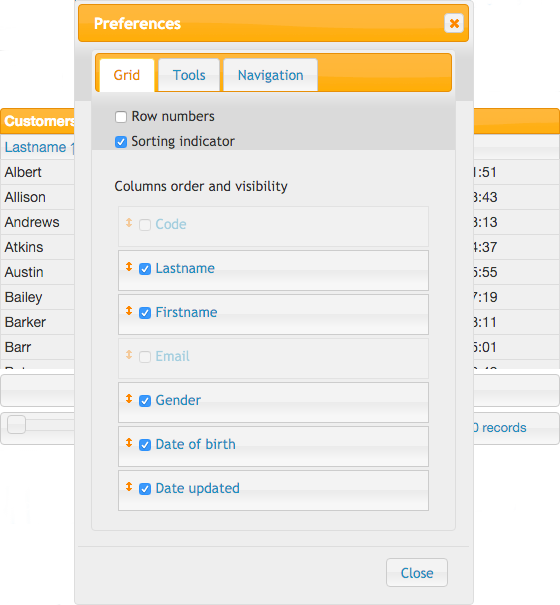 Preferences
Grid Tools Navigation
Row numbers
Customers
Sorting indicator
Lastname
Albert 1:51
Columns order and visibility
Allison 3:43
Andrews 3:13
Code
Atkins 4:37
Lastname
Austin 5:55
Bailey 7:19
Firstname
Barker 3:11
Barr 5:01
Email
Gender
0 records
Date of birth
Date updated
Close